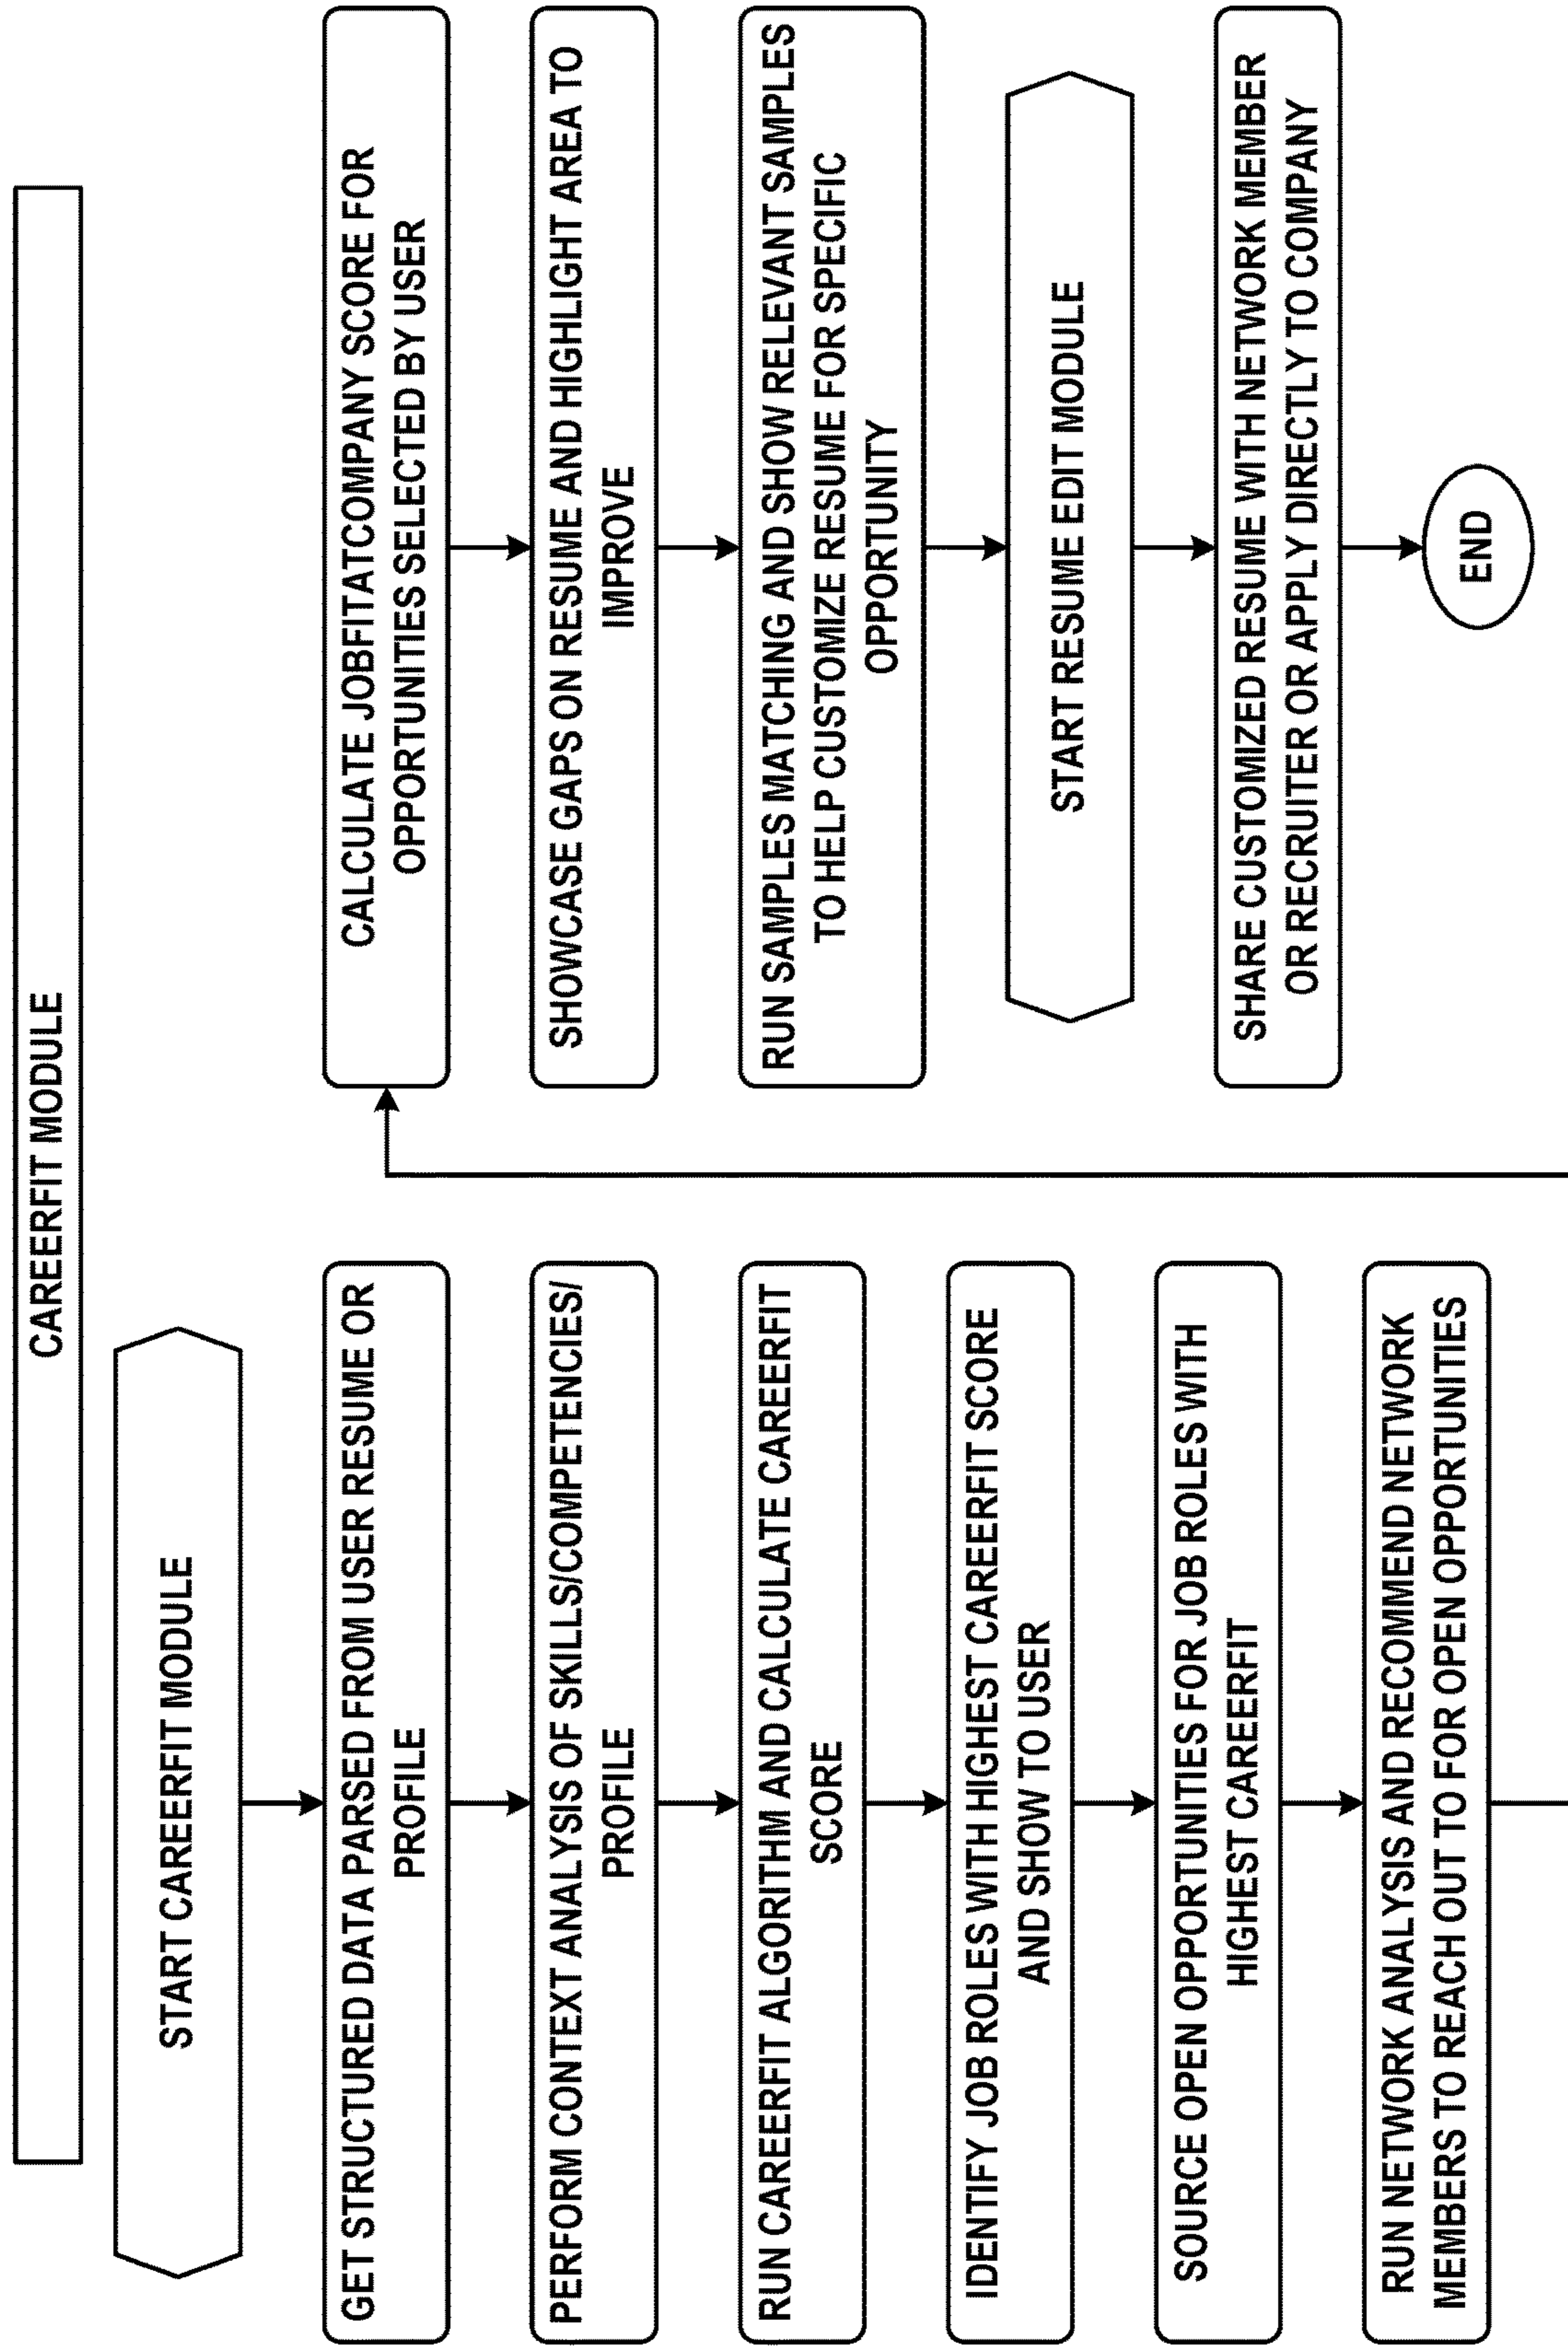 CAREERFIT MODULE
START CAREERFIT MODULE
GET STRUCTURED DATA PARSED FROM USER RESUME OR
PROFILE
PERFORM CONTEXT ANALYSIS OF SKILLS/COMPETENCIES/
PROFILE
RUN CAREERFIT ALGORITHM AND CALCULATE CAREERFIT
SCORE
IDENTIFY JOB ROLES WITH HIGHEST CAREERFIT SCORE
AND SHOW TO USER
SOURCE OPEN OPPORTUNITIES FOR JOB ROLES WITH
HIGHEST CAREERFIT
RUN NETWORK ANALYSIS AND RECOMMEND NETWORK
MEMBERS TO REACH OUT TO FOR OPEN OPPORTUNITIES
CALCULATE JOBFITATCOMPANY SCORE FOR
OPPORTUNITIES SELECTED BY USER
SHOWCASE GAPS ON RESUME AND HIGHLIGHT AREA TO
IMPROVE
RUN SAMPLES MATCHING AND SHOW RELEVANT SAMPLES
TO HELP CUSTOMIZE RESUME FOR SPECIFIC
OPPORTUNITY
START RESUME EDIT MODULE
SHARE CUSTOMIZED RESUME WITH NETWORK MEMBER
OR RECRUITER OR APPLY DIRECTLY TO COMPANY
END